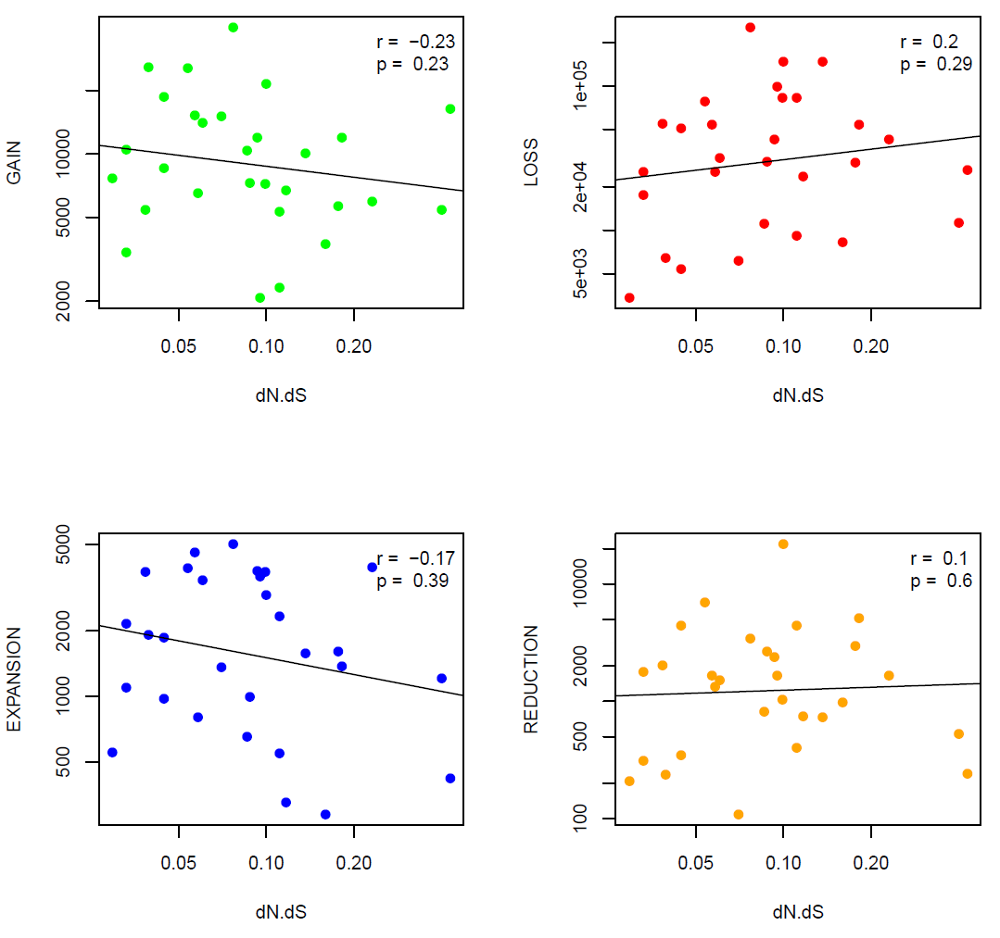 GAIN
2000
5000
10000
r = −0.23
p = 0.23
0.05 0.10 0.20
dN.dS
LOSS
5e+03
2e+04
1e+05
r = 0.2
p = 0.29
0.05 0.10 0.20
dN.dS
EXPANSION
500
1000
2000
5000
r = −0.17
p = 0.39
0.05 0.10 0.20
dN.dS
REDUCTION
100
500
2000
10000
r = 0.1
p = 0.6
0.05 0.10 0.20
dN.dS